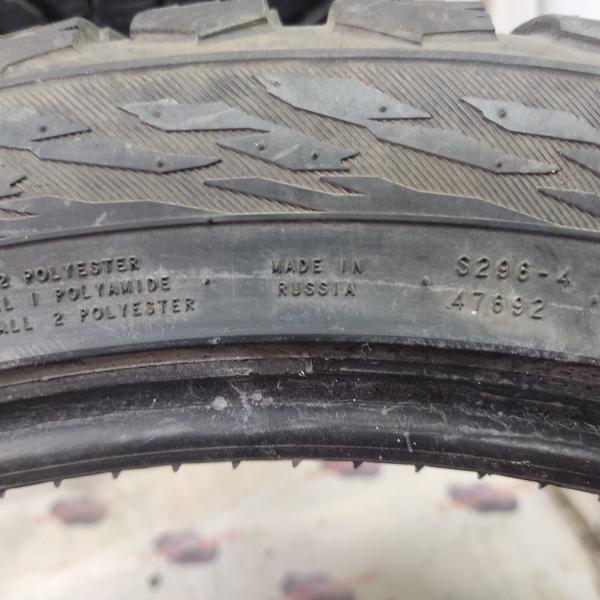 2 POLYESTER
L 1 POLYAMIDE
ALL 2 POLYESTER
MADE IN
RUSSIA
S296-4
47692